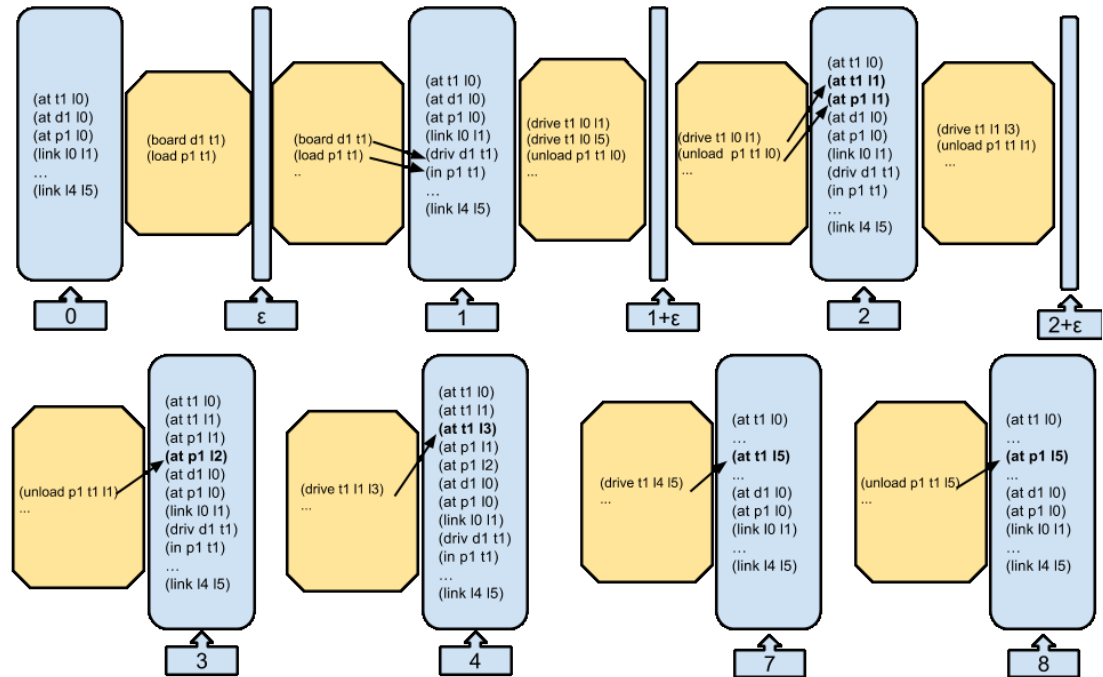 (at t1 l0)
(at d1 l0)
(at p1 l0)
(link l0 l1)
…
(link l4 l5)
0
(board d1 t1)
(load p1 t1)
ε
(board d1 t1)
(load p1 t1)
..
(at t1 l0)
(at d1 l0)
(at p1 l0)
(link l0 l1)
(driv d1 t1)
(in p1 t1)
…
(link l4 l5)
1
(drive t1 l0 l1)
(drive t1 l0 l5)
(unload p1 t1 l0)
...
1+ε
(drive t1 l0 l1)
(unload p1 t1 l0)
...
(at t1 l0)
(at t1 l1)
(at p1 l1)
(at d1 l0)
(at p1 l0)
(link l0 l1)
(driv d1 t1)
(in p1 t1)
…
(link l4 l5)
2
(drive t1 l1 l3)
(unload p1 t1 l1)
...
2+ε
(unload p1 t1 l1)
...
(at t1 l0)
(at t1 l1)
(at p1 l1)
(at p1 l2)
(at d1 l0)
(at p1 l0)
(link l0 l1)
(driv d1 t1)
(in p1 t1)
…
(link l4 l5)
3
(drive t1 l1 l3)
...
(at t1 l0)
(at t1 l1)
(at t1 l3)
(at p1 l1)
(at p1 l2)
(at d1 l0)
(at p1 l0)
(link l0 l1)
(driv d1 t1)
(in p1 t1)
…
(link l4 l5)
4
(drive t1 l4 l5)
...
(at t1 l0)
…
(at t1 l5)
...
(at d1 l0)
(at p1 l0)
(link l0 l1)
…
(link l4 l5)
7
(unload p1 t1 l5)
...
(at t1 l0)
…
(at p1 l5)
...
(at d1 l0)
(at p1 l0)
(link l0 l1)
…
(link l4 l5)
8